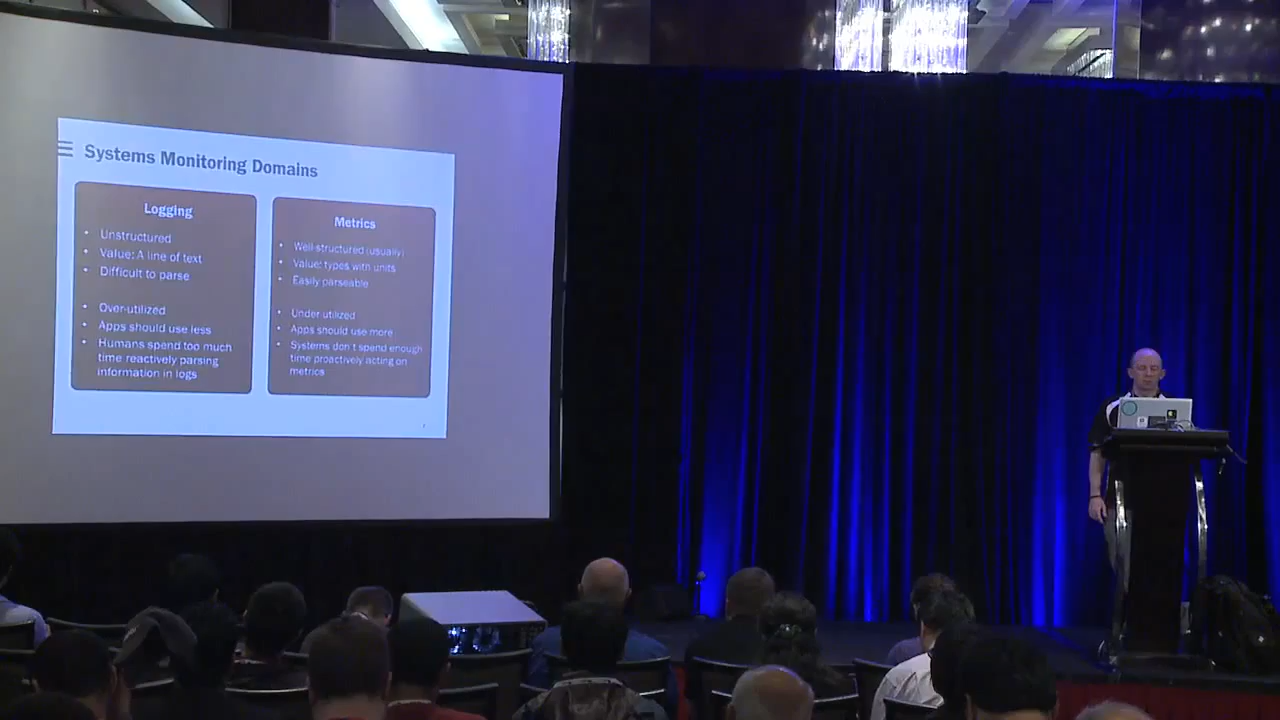 Systems Monitoring Domains
Logging
• Unstructured
• Value: A line of text
• Difficult to parse
• Over-utilized
• Apps should use less
• Humans spend too much
time reactively parsing
information in logs
Metrics
• Well-structured (usually)
• Value: types with units
• Easily parseable
• Under utilized
• Apps should use more
• Systems don't spend enough
time proactively acting on
metrics